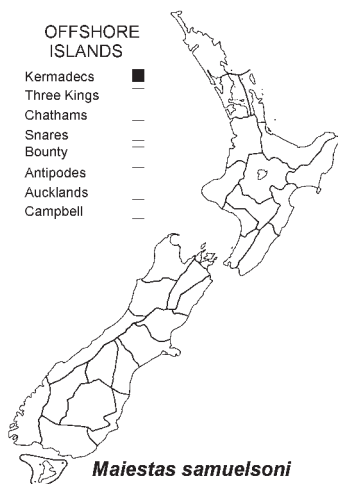 OFFSHORE
ISLANDS
Kermadecs
Three Kings
Chathams
Snares
Bounty
Antipodes
Aucklands
Campbell
Maiestas samuelsoni